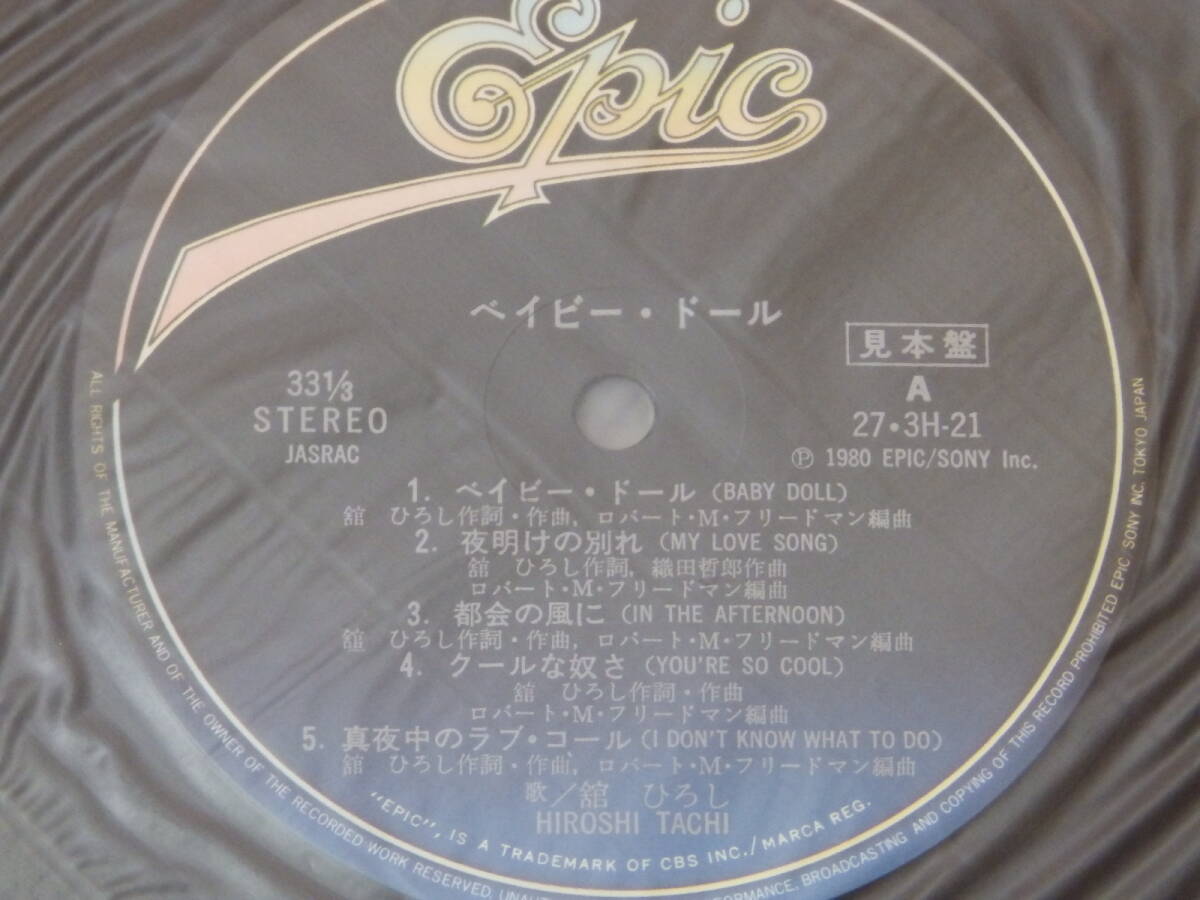 Epic
ベイビー・ドール
見本盤
33 1/3
STEREO
JASRAC
A
27・3H-21
Ⓟ 1980 EPIC/SONY Inc.
1. ベイビー・ドール (BABY DOLL)
舘 ひろし作詞・作曲, ロバート・M・フリードマン編曲
2. 夜明けの別れ (MY LOVE SONG)
舘 ひろし作詞, 織田哲郎作曲
ロバート・M・フリードマン編曲
3. 都会の風に (IN THE AFTERNOON)
舘 ひろし作詞・作曲, ロバート・M・フリードマン編曲
4. クールな奴さ (YOU'RE SO COOL)
舘 ひろし作詞・作曲
ロバート・M・フリードマン編曲
5. 真夜中のラブ・コール (I DON'T KNOW WHAT TO DO)
舘 ひろし作詞・作曲, ロバート・M・フリードマン編曲
歌／舘 ひろし
HIROSHI TACHI
"EPIC", IS A TRADEMARK OF CBS INC./MARCA REG.
ALL RIGHTS OF THE MANUFACTURER AND OF THE OWNER OF THE RECORDED WORK RESERVED. BROADCASTING AND COPYING OF THIS RECORD PROHIBITED EPIC SONY INC. TOKYO JAPAN